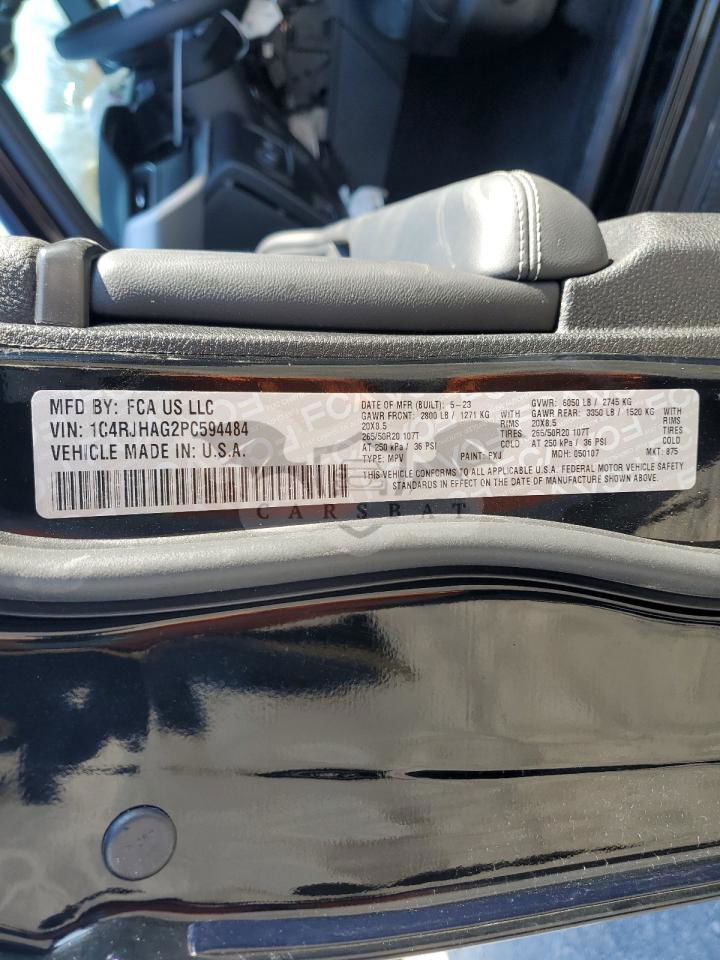 MFD BY: FCA US LLC
VIN: 1C4RJHAG2PC594484
VEHICLE MADE IN: U.S.A.
DATE OF MFR (BUILT): 5-23 GVWR: 6050 LB / 2745 KG
GAWR FRONT: 2800 LB / 1271 KG WITH GAWR REAR: 3350 LB / 1520 KG
20X8.5 RIMS 20X8.5
265/50R20 107T TIRES 265/50R20 107T
AT 250 kPa / 36 PSI COLD AT 250 kPa / 36 PSI COLD
TYPE: MPV PAINT: PXJ MDH: 050107 MKT: 875
THIS VEHICLE CONFORMS TO ALL APPLICABLE U.S.A. FEDERAL MOTOR VEHICLE SAFETY
STANDARDS IN EFFECT ON THE DATE OF MANUFACTURE SHOWN ABOVE.
CARSBAT